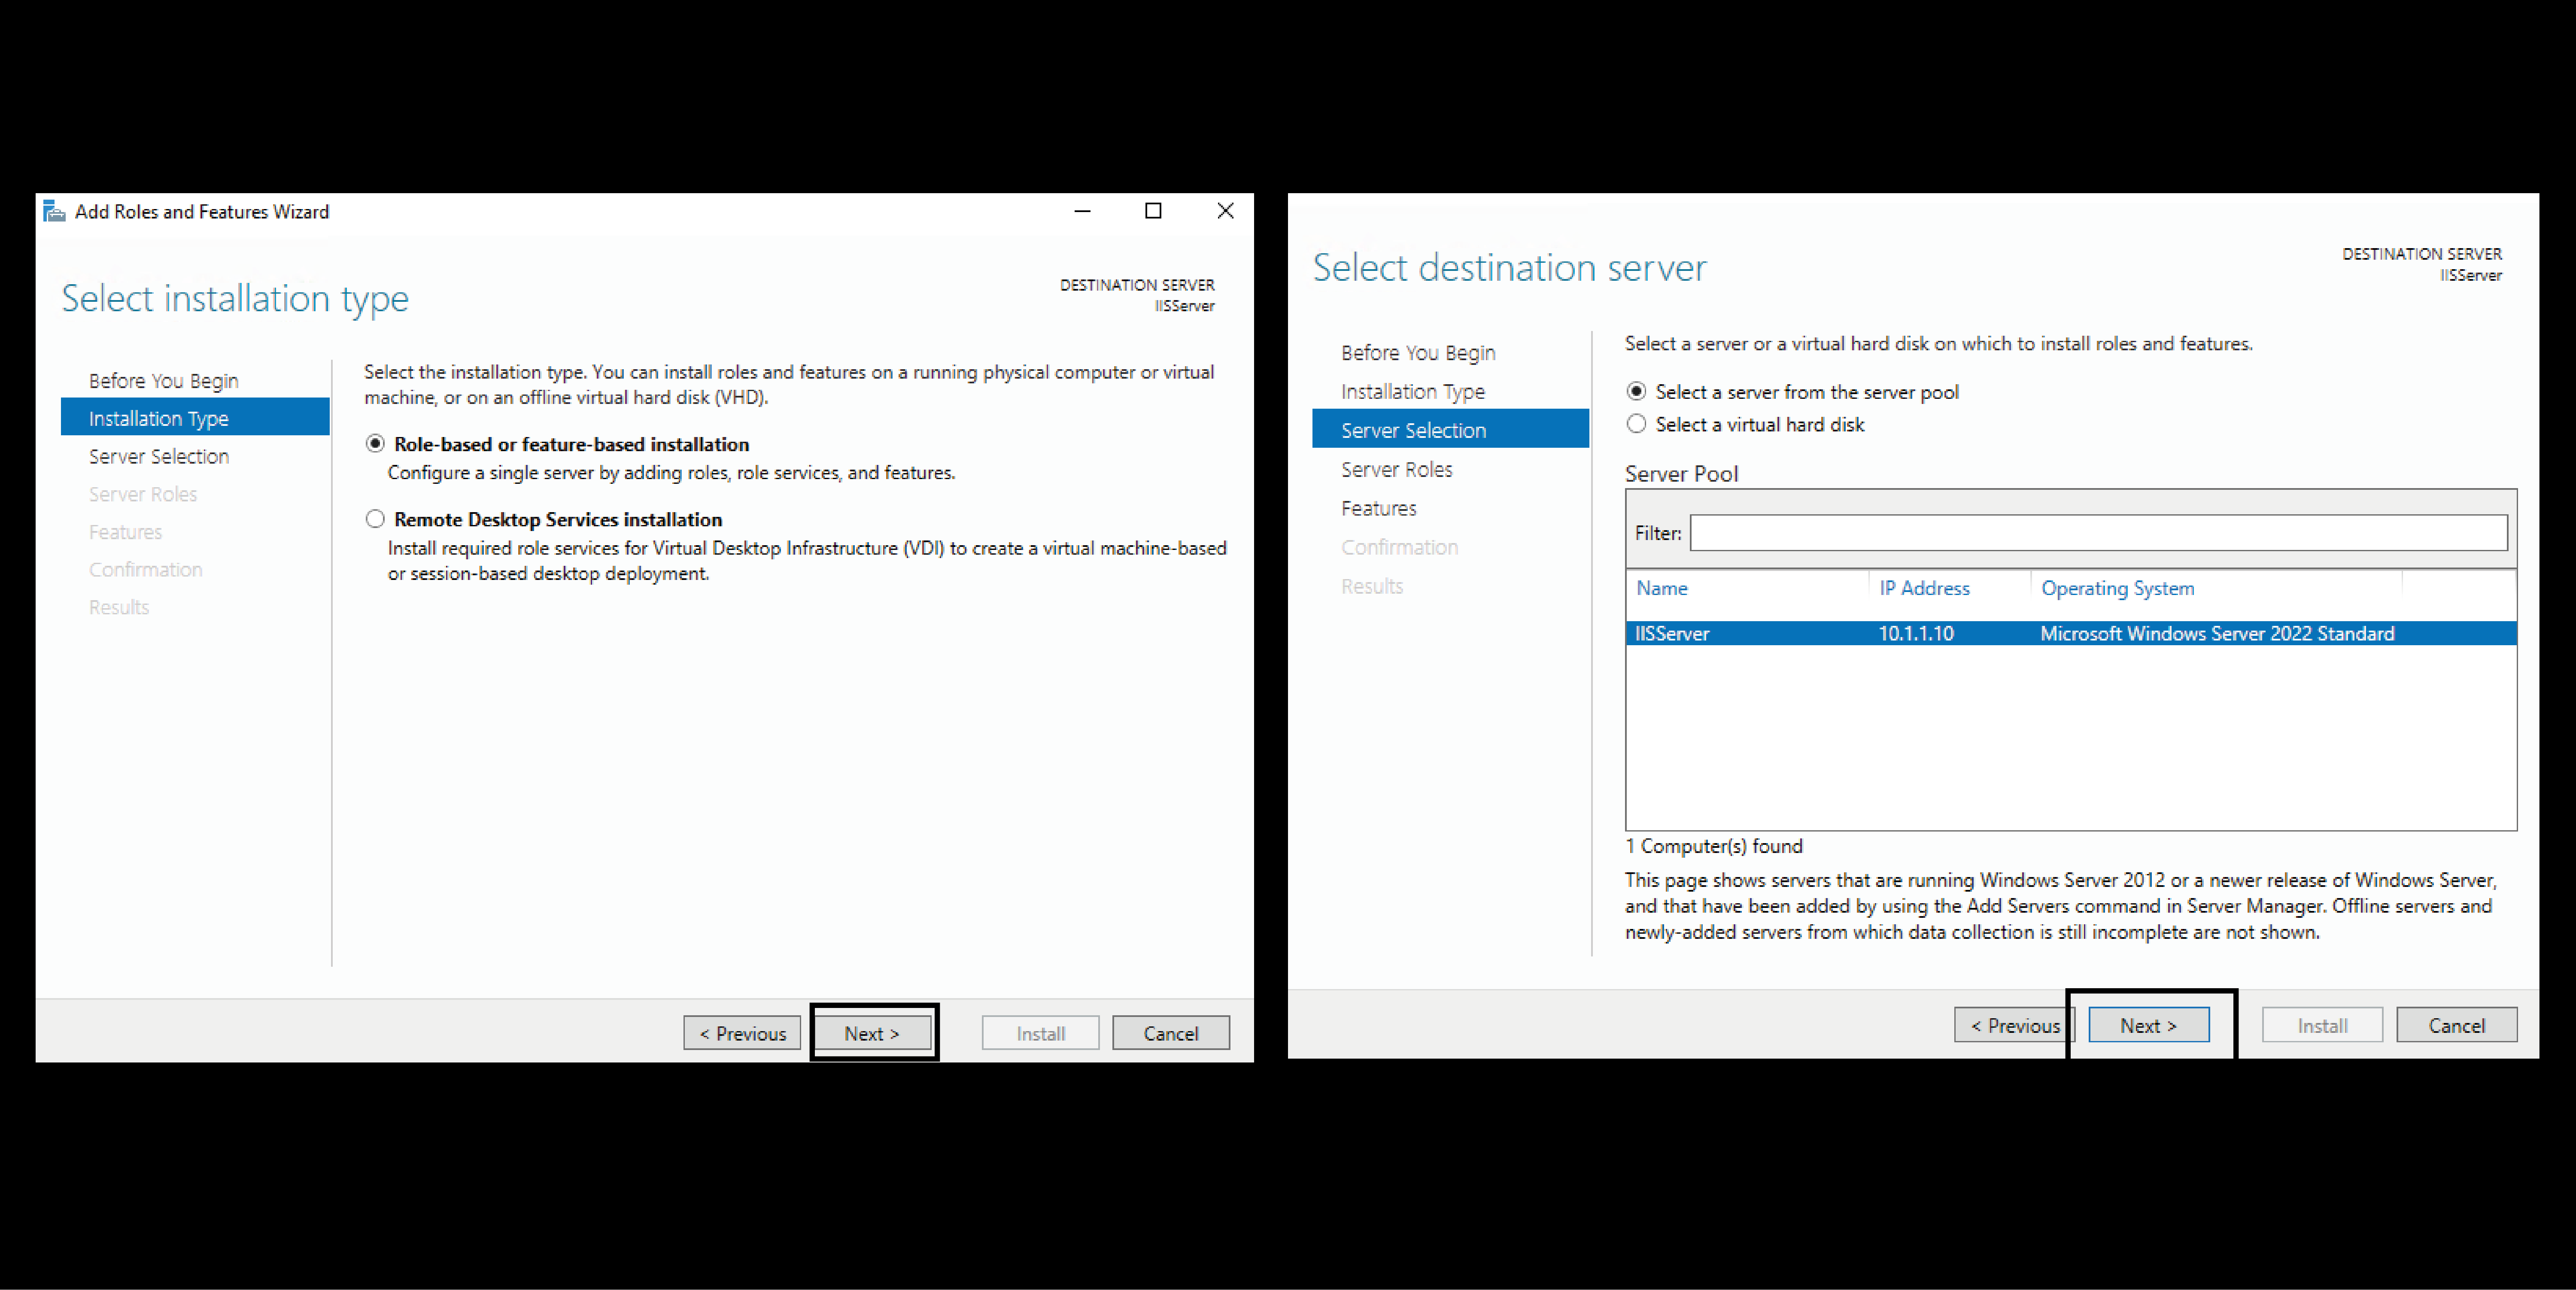 Add Roles and Features Wizard
Select installation type
DESTINATION SERVER
IISServer
Before You Begin
Installation Type
Server Selection
Server Roles
Features
Confirmation
Results
Select the installation type. You can install roles and features on a running physical computer or virtual
machine, or on an offline virtual hard disk (VHD).
Role-based or feature-based installation
Configure a single server by adding roles, role services, and features.
Remote Desktop Services installation
Install required role services for Virtual Desktop Infrastructure (VDI) to create a virtual machine-based
or session-based desktop deployment.
< Previous
Next >
Install
Cancel
Select destination server
DESTINATION SERVER
IISServer
Before You Begin
Installation Type
Server Selection
Server Roles
Features
Confirmation
Results
Select a server or a virtual hard disk on which to install roles and features.
Select a server from the server pool
Select a virtual hard disk
Server Pool
Filter:
Name IP Address Operating System
IISServer 10.1.1.10 Microsoft Windows Server 2022 Standard
1 Computer(s) found
This page shows servers that are running Windows Server 2012 or a newer release of Windows Server,
and that have been added by using the Add Servers command in Server Manager. Offline servers and
newly-added servers from which data collection is still incomplete are not shown.
< Previous
Next >
Install
Cancel